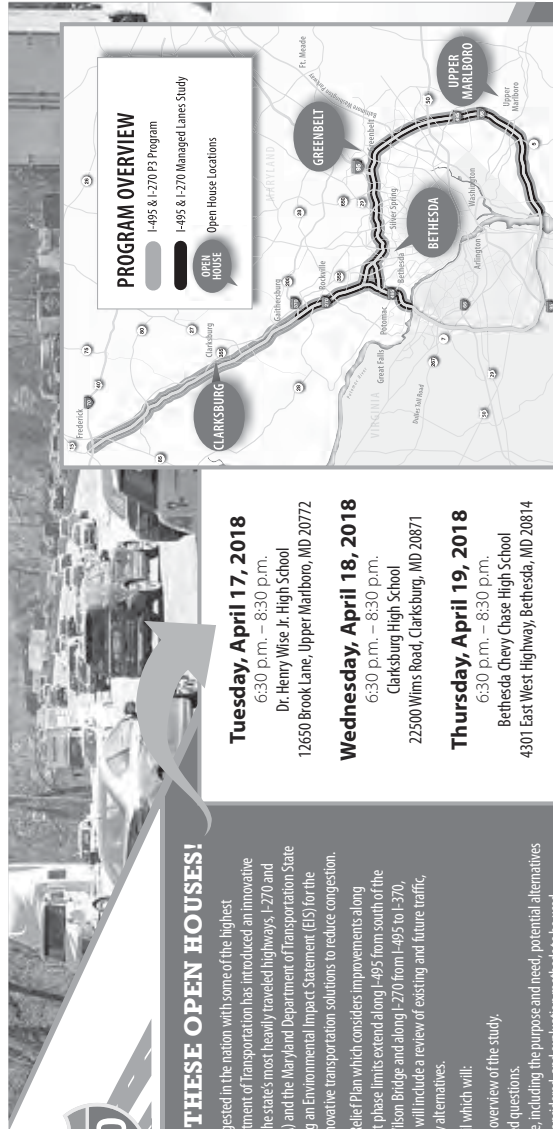 THESE OPEN HOUSES!
gested in the nation with some of the highest
tment of Transportation has introduced an innovative
he state's most heavily traveled highways, I-270 and
) and the Maryland Department of Transportation State
g an Environmental Impact Statement (EIS) for the
novative transportation solutions to reduce congestion.
Relief Plan which considers improvements along
t phase limits extend along I-495 from south of the
ilson Bridge and along I-270 from I-495 to I-370,
will include a review of existing and future traffic,
y alternatives.
l which will:
overview of the study.
d questions.
e, including the purpose and need, potential alternatives
Tuesday, April 17, 2018
6:30 p.m. – 8:30 p.m.
Dr. Henry Wise Jr. High School
12650 Brook Lane, Upper Marlboro, MD 20772
Wednesday, April 18, 2018
6:30 p.m. – 8:30 p.m.
Clarksburg High School
22500 Wims Road, Clarksburg, MD 20871
Thursday, April 19, 2018
6:30 p.m. – 8:30 p.m.
Bethesda Chevy Chase High School
4301 East West Highway, Bethesda, MD 20814
PROGRAM OVERVIEW
I-495 & I-270 P3 Program
I-495 & I-270 Managed Lanes Study
OPEN
HOUSE
Open House Locations
Frederick
Clarksburg
CLARKSBURG
Gaithersburg
Rockville
MARYLAND
Ft. Meade
Baltimore Washington Parkway
GREENBELT
Greenbelt
Silver Spring
Potomac
Bethesda
BETHESDA
Great Falls
VIRGINIA
Dulles Toll Road
Potomac River
Arlington
Washington
UPPER
MARLBORO
Upper
Marlboro